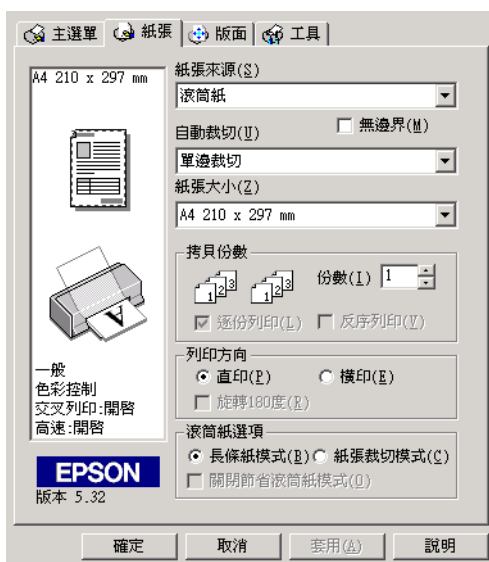 主選單 紙張 版面 工具
A4 210 x 297 mm
紙張來源(S)
滾筒紙
自動裁切(U) 無邊界(M)
單邊裁切
紙張大小(Z)
A4 210 x 297 mm
拷貝份數
份數(I) 1
逐份列印(L) 反序列印(V)
列印方向
直印(P) 橫印(E)
旋轉180度(R)
滾筒紙選項
長條紙模式(B) 紙張裁切模式(C)
關閉節省滾筒紙模式(O)
一般
色彩控制
交叉列印:開啓
高速:開啓
EPSON
版本 5.32
確定 取消 套用(A) 說明